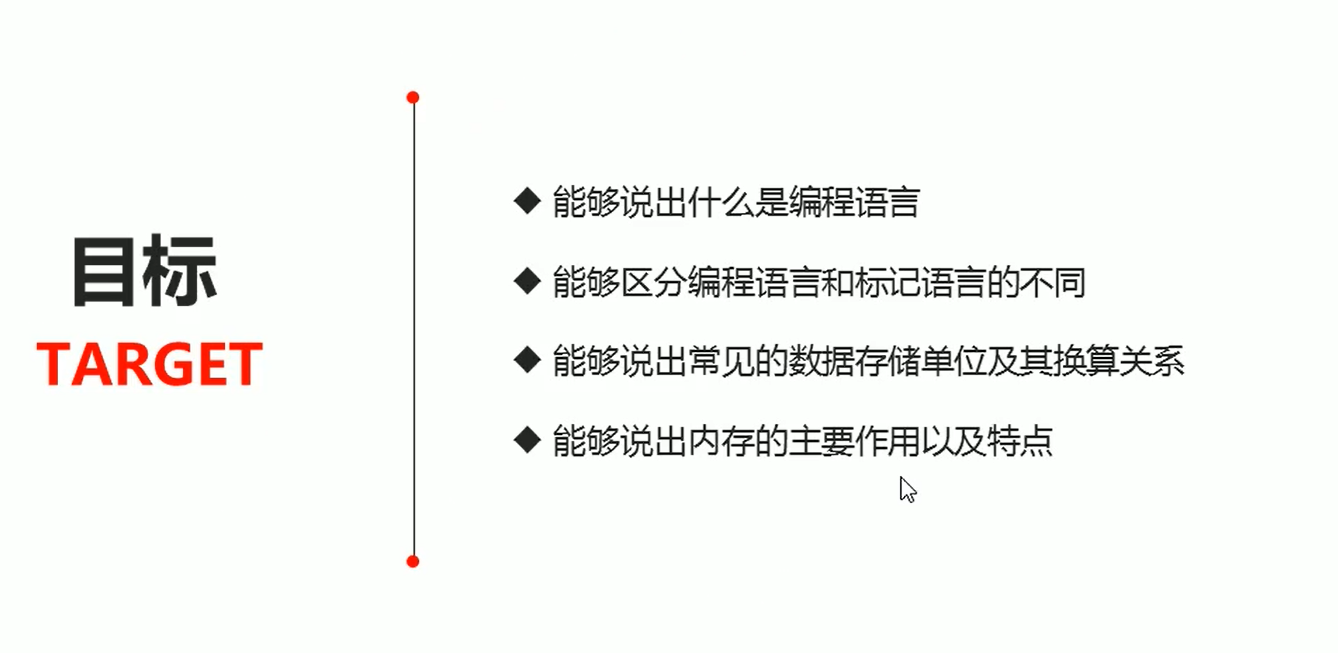 目标
TARGET
◆ 能够说出什么是编程语言
◆ 能够区分编程语言和标记语言的不同
◆ 能够说出常见的数据存储单位及其换算关系
◆ 能够说出内存的主要作用以及特点